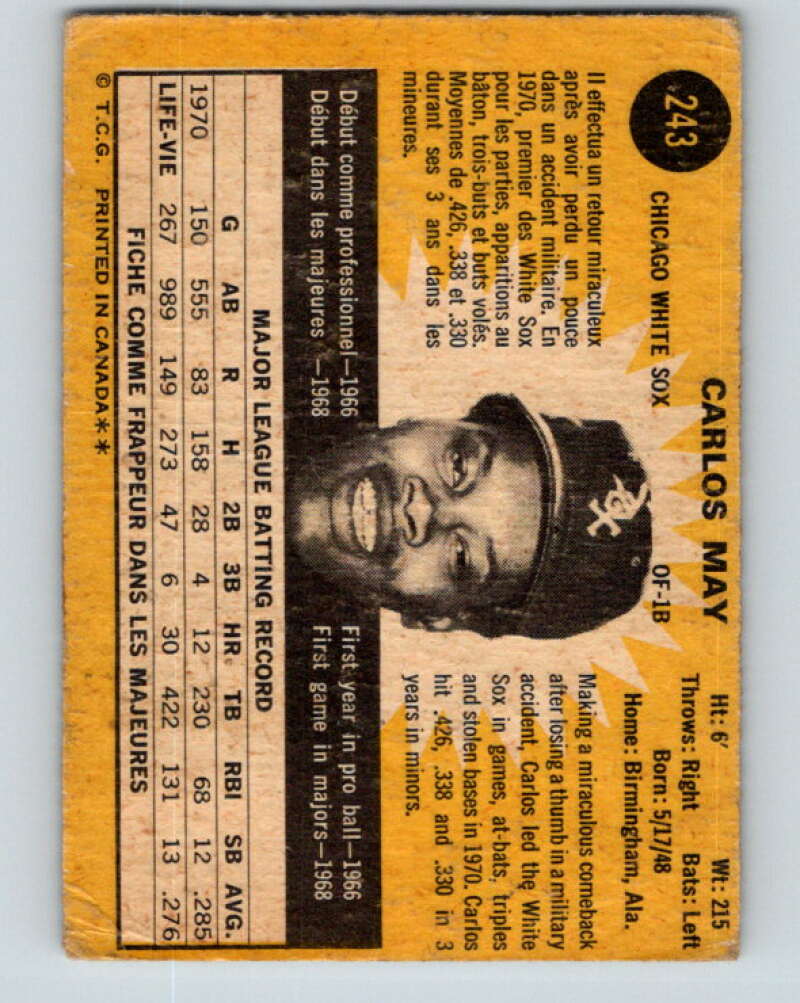 243
CARLOS MAY
Ht: 6' Wt: 215
CHICAGO WHITE SOX OF-1B
Throws: Right Bats: Left
Born: 5/17/48
Home: Birmingham, Ala.
Il effectua un retour miraculeux
après avoir perdu un pouce
dans un accident militaire. En
1970, premier des White Sox
pour les parties, apparitions au
bâton, trois-buts et buts volés.
Moyennes de .426, .338 et .330
durant ses 3 ans dans les
mineures.
Making a miraculous comeback
after losing a thumb in a military
accident, Carlos led the White
Sox in games, at-bats, triples
and stolen bases in 1970. Carlos
hit .426, .338 and .330 in 3
years in minors.
Début comme professionnel—1966
Début dans les majeures —1968
First year in pro ball—1966
First game in majors—1968
MAJOR LEAGUE BATTING RECORD
G AB R H 2B 3B HR TB RBI SB AVG.
1970 150 555 83 158 28 4 12 230 68 12 .285
LIFE-VIE 267 989 149 273 47 6 30 422 131 13 .276
FICHE COMME FRAPPEUR DANS LES MAJEURES
© T.C.G. PRINTED IN CANADA**